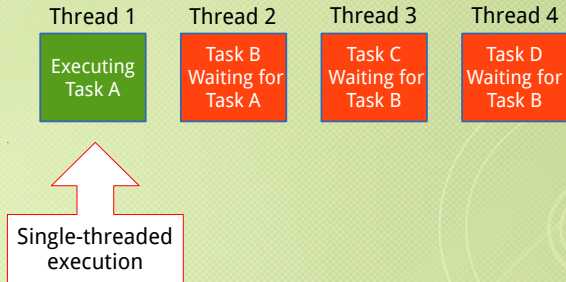 Thread 1
Thread 2
Thread 3
Thread 4
Executing
Task A
Task B
Waiting for
Task A
Task C
Waiting for
Task B
Task D
Waiting for
Task B
Single-threaded
execution